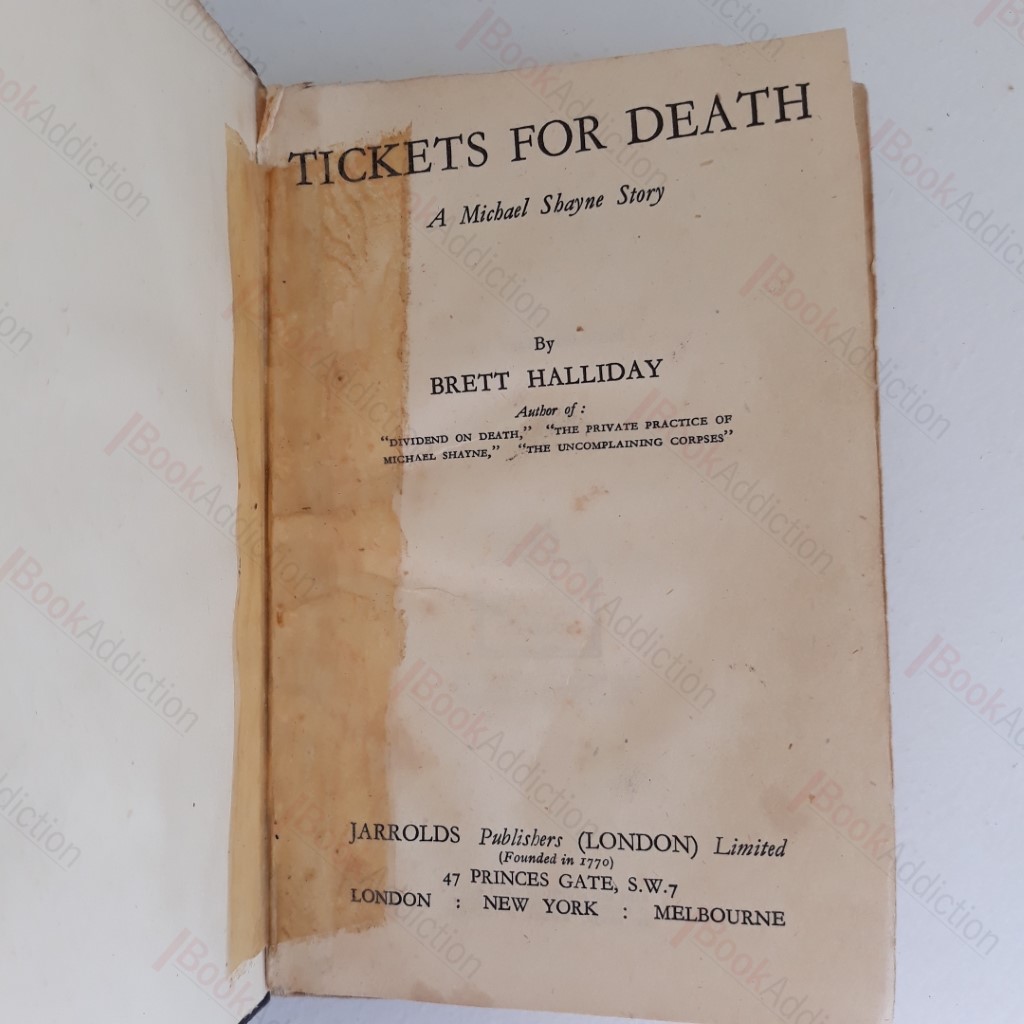 TICKETS FOR DEATH
A Michael Shayne Story
By
BRETT HALLIDAY
Author of :
"DIVIDEND ON DEATH," "THE PRIVATE PRACTICE OF
MICHAEL SHAYNE," "THE UNCOMPLAINING CORPSES"
JARROLDS Publishers (LONDON) Limited
(Founded in 1770)
47 PRINCES GATE, S.W.7
LONDON : NEW YORK : MELBOURNE
BookAddiction